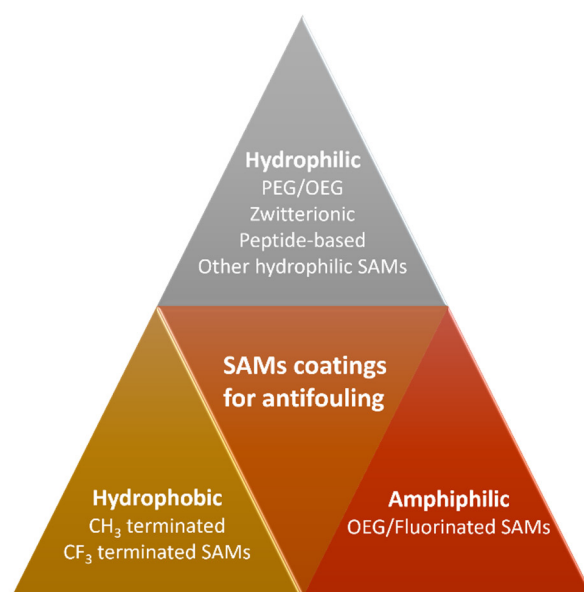 Hydrophilic
PEG/OEG
Zwitterionic
Peptide-based
Other hydrophilic SAMs
SAMs coatings
for antifouling
Hydrophobic
CH₃ terminated
CF₃ terminated SAMs
Amphiphilic
OEG/Fluorinated SAMs